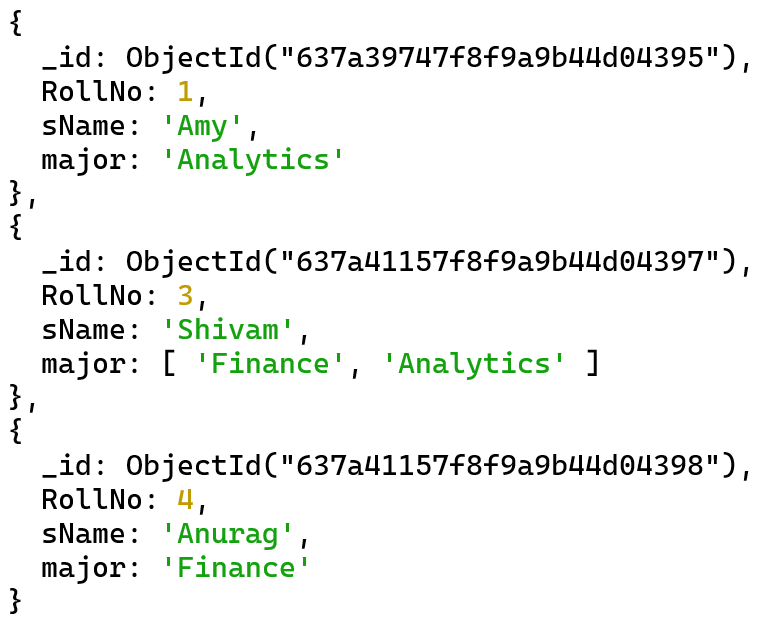 {
  _id: ObjectId("637a39747f8f9a9b44d04395"),
  RollNo: 1,
  sName: 'Amy',
  major: 'Analytics'
},
{
  _id: ObjectId("637a41157f8f9a9b44d04397"),
  RollNo: 3,
  sName: 'Shivam',
  major: [ 'Finance', 'Analytics' ]
},
{
  _id: ObjectId("637a41157f8f9a9b44d04398"),
  RollNo: 4,
  sName: 'Anurag',
  major: 'Finance'
}